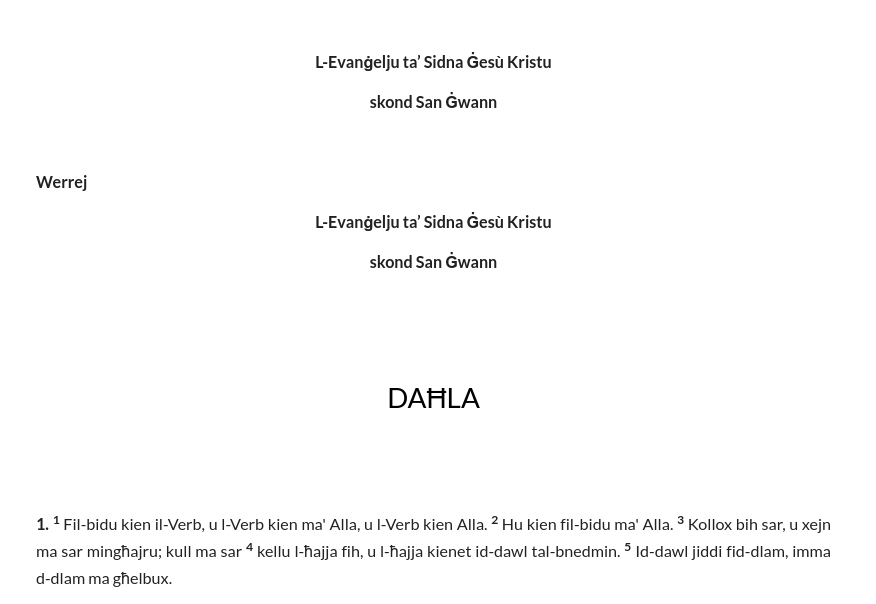 L-Evanġelju ta’ Sidna Ġesù Kristu
skond San Ġwann
Werrej
L-Evanġelju ta’ Sidna Ġesù Kristu
skond San Ġwann
DAĦLA
1. 1 Fil-bidu kien il-Verb, u l-Verb kien ma' Alla, u l-Verb kien Alla. 2 Hu kien fil-bidu ma' Alla. 3 Kollox bih sar, u xejn
ma sar mingħajru; kull ma sar 4 kellu l-ħajja fih, u l-ħajja kienet id-dawl tal-bnedmin. 5 Id-dawl jiddi fid-dlam, imma
d-dlam ma għelbux.